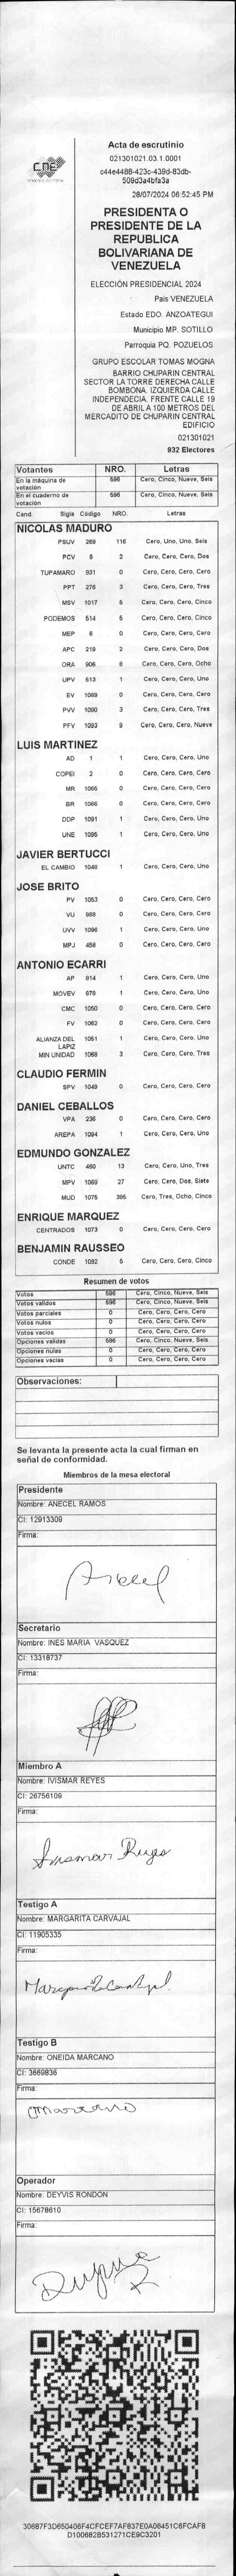 CNE
Acta de escrutinio
021301021.03.1.0001
c44e4488-423c-439d-83db-
509d3a4bfa3a
28/07/2024 06:52:45 PM
PRESIDENTA O
PRESIDENTE DE LA
REPUBLICA
BOLIVARIANA DE
VENEZUELA
ELECCIÓN PRESIDENCIAL 2024
País VENEZUELA
Estado EDO. ANZOATEGUI
Municipio MP. SOTILLO
Parroquia PQ. POZUELOS
GRUPO ESCOLAR TOMAS MOGNA
BARRIO CHUPARIN CENTRAL
SECTOR LA TORRE DERECHA CALLE
BOMBONA. IZQUIERDA CALLE
INDEPENDECIA. FRENTE CALLE 19
DE ABRIL A 100 METROS DEL
MERCADITO DE CHUPARIN CENTRAL
EDIFICIO
021301021
932 Electores
Votantes NRO. Letras
En la máquina de votación 596 Cero, Cinco, Nueve, Seis
En el cuaderno de votación 596 Cero, Cinco, Nueve, Seis
Cand. Sigla Código NRO. Letras
NICOLAS MADURO
PSUV 269 116 Cero, Uno, Uno, Seis
PCV 9 2 Cero, Cero, Cero, Dos
TUPAMARO 931 0 Cero, Cero, Cero, Cero
PPT 276 3 Cero, Cero, Cero, Tres
MSV 1017 5 Cero, Cero, Cero, Cinco
PODEMOS 514 5 Cero, Cero, Cero, Cinco
MEP 6 0 Cero, Cero, Cero, Cero
APC 219 2 Cero, Cero, Cero, Dos
ORA 906 8 Cero, Cero, Cero, Ocho
UPV 613 1 Cero, Cero, Cero, Uno
EV 1089 0 Cero, Cero, Cero, Cero
PVV 1090 3 Cero, Cero, Cero, Tres
PFV 1093 9 Cero, Cero, Cero, Nueve
LUIS MARTINEZ
AD 1 1 Cero, Cero, Cero, Uno
COPEI 2 0 Cero, Cero, Cero, Cero
MR 1065 0 Cero, Cero, Cero, Cero
BR 1066 0 Cero, Cero, Cero, Cero
DDP 1091 1 Cero, Cero, Cero, Uno
UNE 1095 1 Cero, Cero, Cero, Uno
JAVIER BERTUCCI
EL CAMBIO 1046 1 Cero, Cero, Cero, Uno
JOSE BRITO
PV 1053 0 Cero, Cero, Cero, Cero
VU 868 0 Cero, Cero, Cero, Cero
UVV 1096 1 Cero, Cero, Cero, Uno
MPJ 458 0 Cero, Cero, Cero, Cero
ANTONIO ECARRI
AP 914 1 Cero, Cero, Cero, Uno
MOVEV 979 1 Cero, Cero, Cero, Uno
CMC 1050 0 Cero, Cero, Cero, Cero
FV 1062 0 Cero, Cero, Cero, Cero
ALIANZA DEL LAPIZ 1051 1 Cero, Cero, Cero, Uno
MIN UNIDAD 1068 3 Cero, Cero, Cero, Tres
CLAUDIO FERMIN
SPV 1049 0 Cero, Cero, Cero, Cero
DANIEL CEBALLOS
VPA 236 0 Cero, Cero, Cero, Cero
AREPA 1094 1 Cero, Cero, Cero, Uno
EDMUNDO GONZALEZ
UNTC 460 13 Cero, Cero, Uno, Tres
MPV 1069 27 Cero, Cero, Dos, Siete
MUD 1075 385 Cero, Tres, Ocho, Cinco
ENRIQUE MARQUEZ
CENTRADOS 1073 0 Cero, Cero, Cero, Cero
BENJAMIN RAUSSEO
CONDE 1092 5 Cero, Cero, Cero, Cinco
Resumen de votos
Votos 596 Cero, Cinco, Nueve, Seis
Votos validos 596 Cero, Cinco, Nueve, Seis
Votos parciales 0 Cero, Cero, Cero, Cero
Votos nulos 0 Cero, Cero, Cero, Cero
Votos vacíos 0 Cero, Cero, Cero, Cero
Opciones validas 596 Cero, Cinco, Nueve, Seis
Opciones nulas 0 Cero, Cero, Cero, Cero
Opciones vacias 0 Cero, Cero, Cero, Cero
Observaciones:
Se levanta la presente acta la cual firman en
señal de conformidad.
Miembros de la mesa electoral
Presidente
Nombre: ANECEL RAMOS
CI: 12913309
Firma:
Secretario
Nombre: INES MARIA VASQUEZ
CI: 13318737
Firma:
Miembro A
Nombre: IVISMAR REYES
CI: 26756109
Firma:
Testigo A
Nombre: MARGARITA CARVAJAL
CI: 11905335
Firma:
Testigo B
Nombre: ONEIDA MARCANO
CI: 3669836
Firma:
Operador
Nombre: DEYVIS RONDON
CI: 15678610
Firma:
30687F3D650406F4CFCEF7AF837E0A06451C6FCAF8
D100682B531271CE9C3201